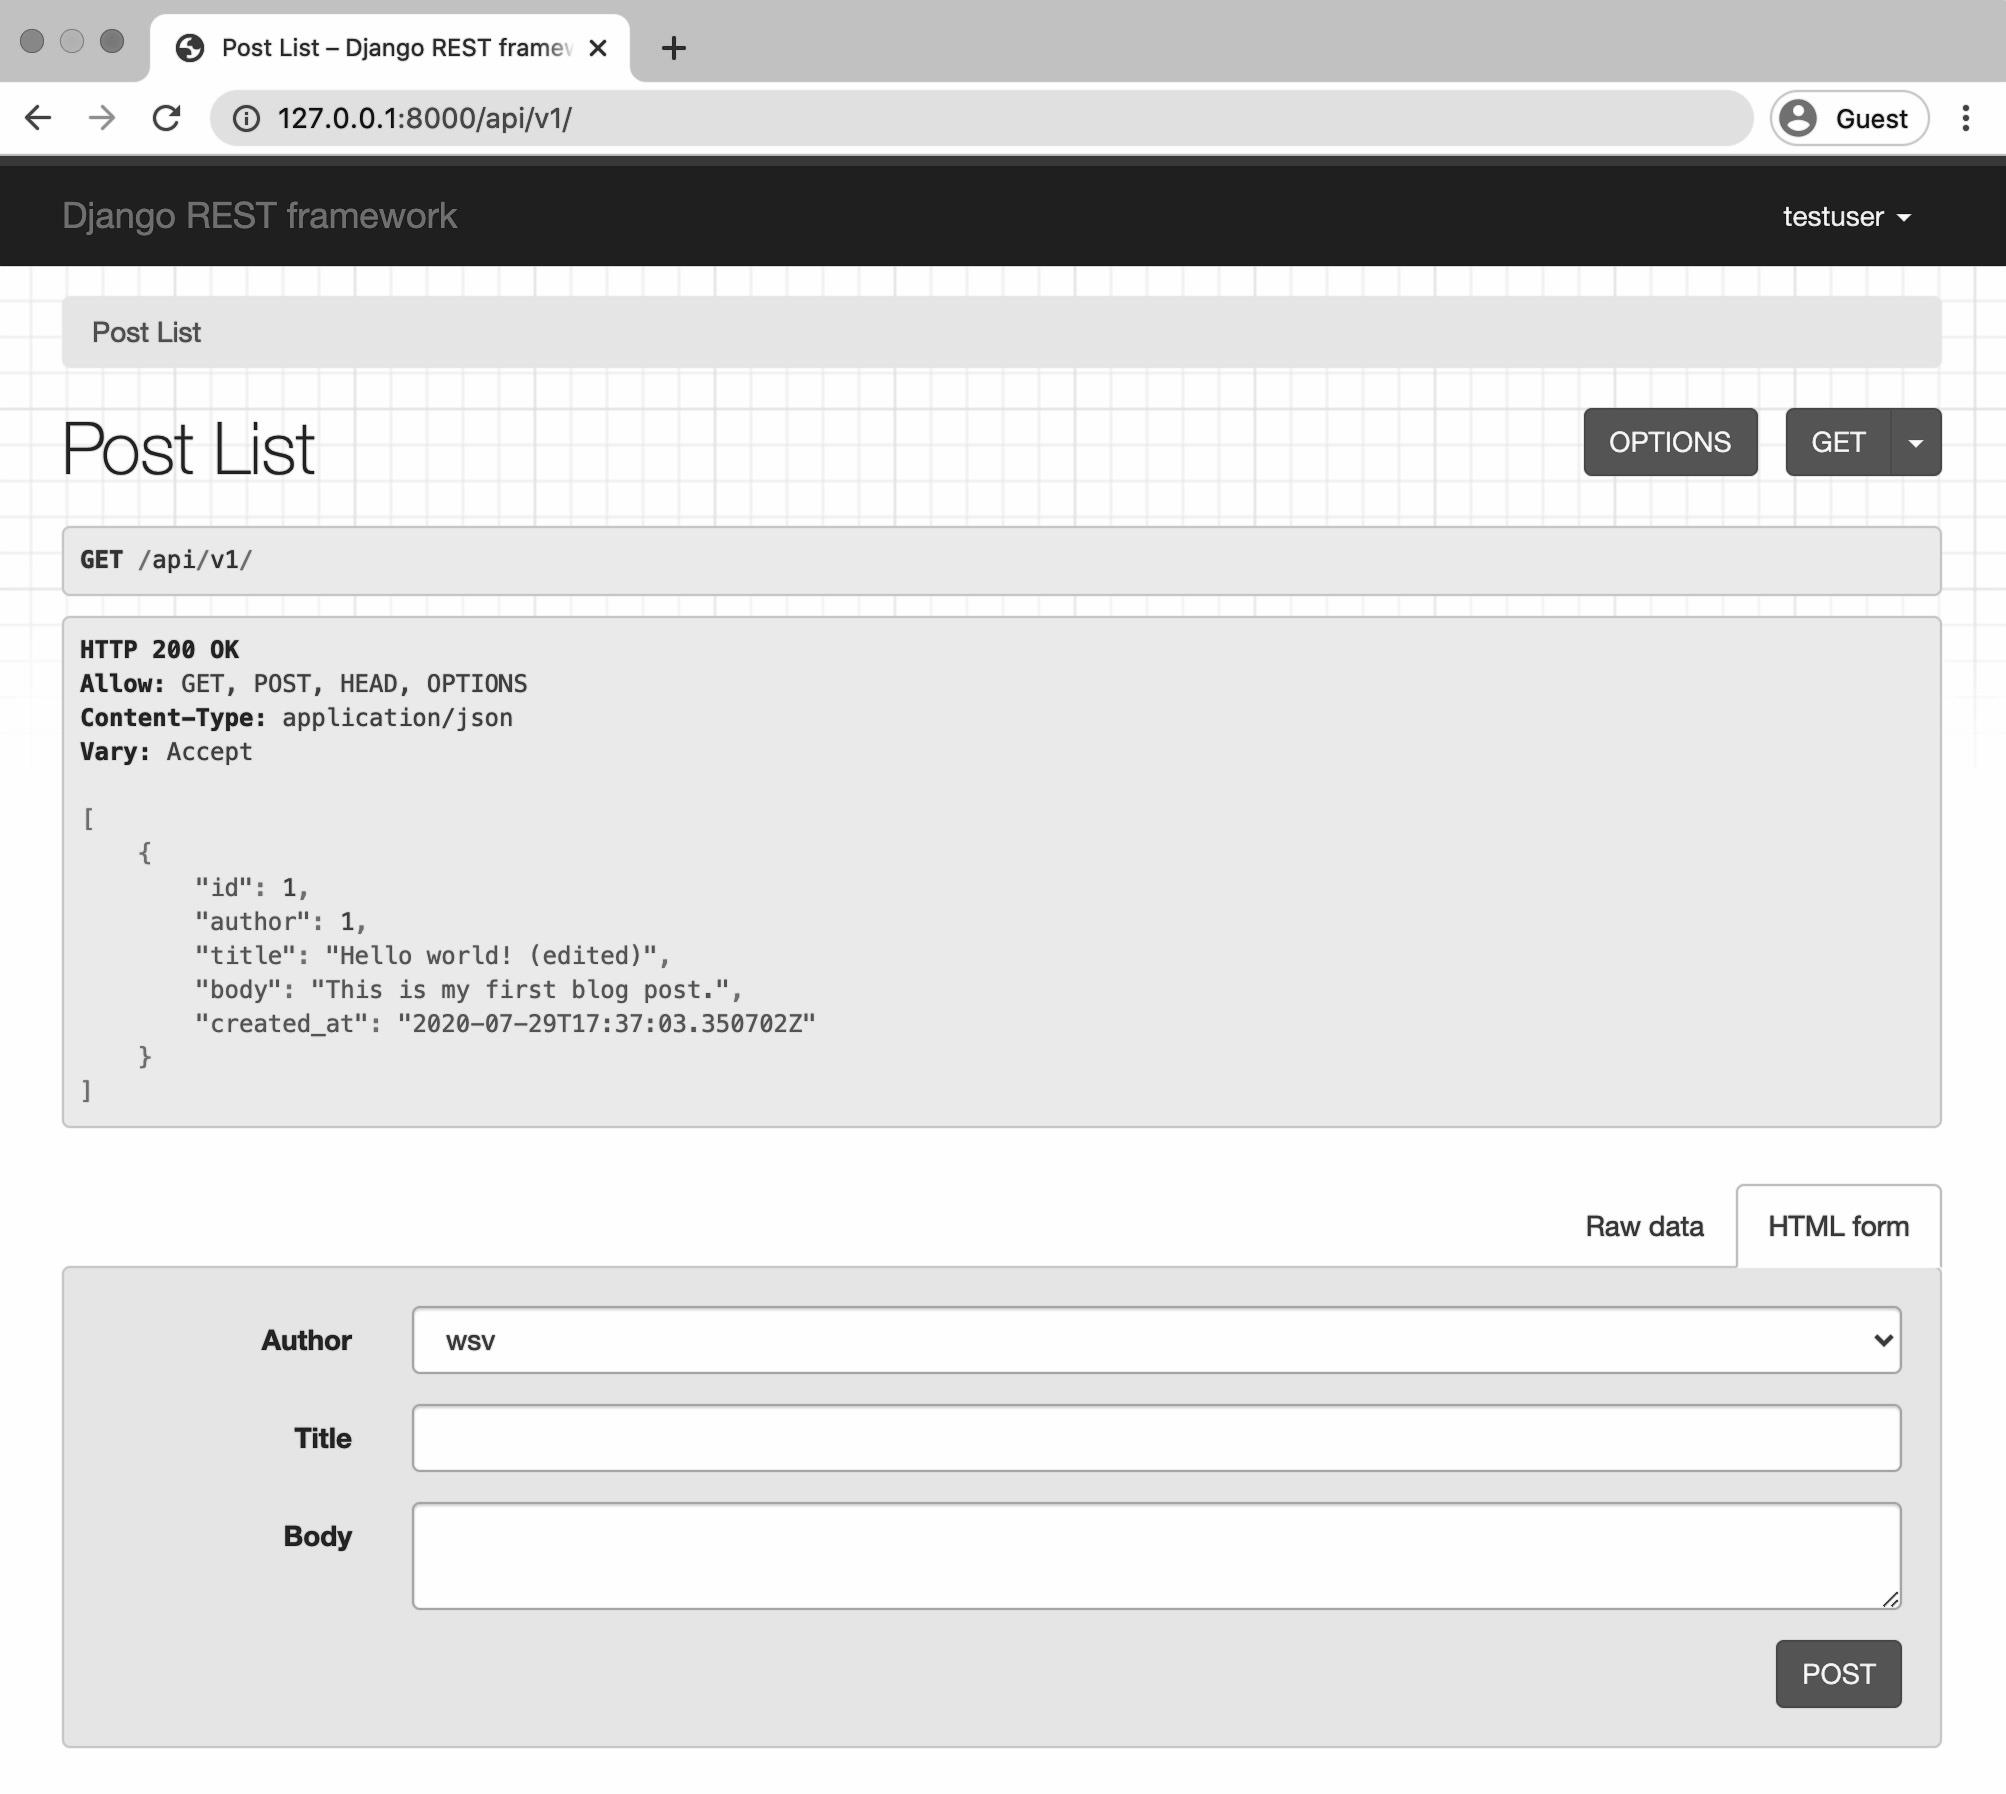 Post List – Django REST framew
127.0.0.1:8000/api/v1/
Guest
Django REST framework
testuser
Post List
Post List
OPTIONS
GET
GET /api/v1/
HTTP 200 OK
Allow: GET, POST, HEAD, OPTIONS
Content-Type: application/json
Vary: Accept
[
    {
        "id": 1,
        "author": 1,
        "title": "Hello world! (edited)",
        "body": "This is my first blog post.",
        "created_at": "2020-07-29T17:37:03.350702Z"
    }
]
Raw data
HTML form
Author
wsv
Title
Body
POST